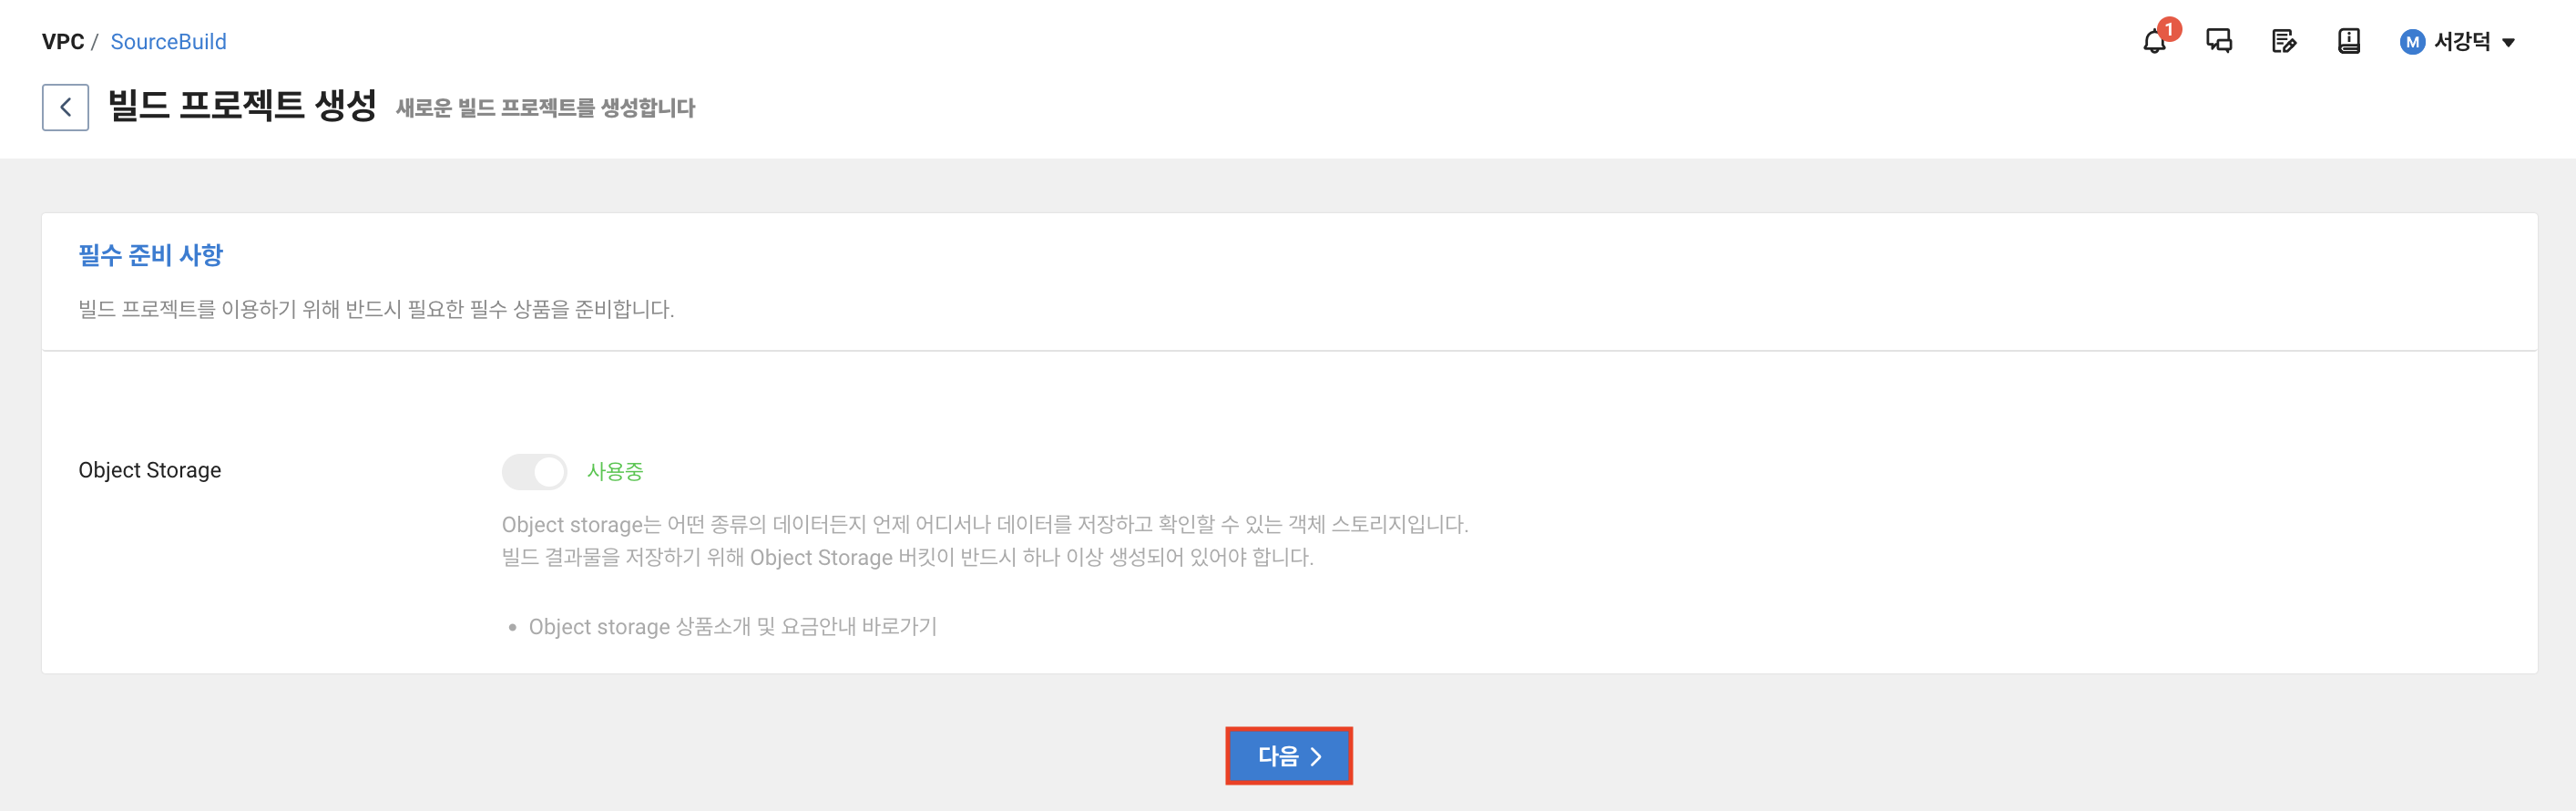 VPC / SourceBuild
1
M 서강덕
빌드 프로젝트 생성 새로운 빌드 프로젝트를 생성합니다
필수 준비 사항
빌드 프로젝트를 이용하기 위해 반드시 필요한 필수 상품을 준비합니다.
Object Storage
사용중
Object storage는 어떤 종류의 데이터든지 언제 어디서나 데이터를 저장하고 확인할 수 있는 객체 스토리지입니다.
빌드 결과물을 저장하기 위해 Object Storage 버킷이 반드시 하나 이상 생성되어 있어야 합니다.
• Object storage 상품소개 및 요금안내 바로가기
다음